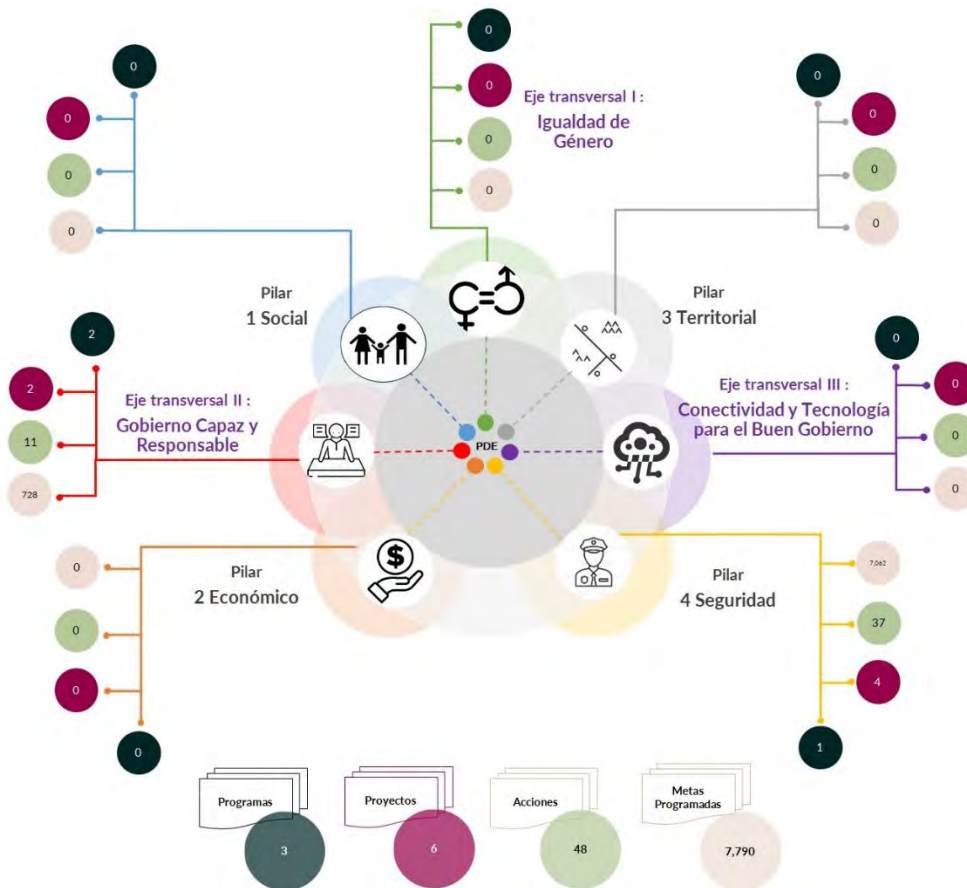 0
0
0
0
0
0
0
0
Eje transversal I :
Igualdad de
Género
0
0
0
0
Pilar
1 Social
Pilar
3 Territorial
2
2
11
728
Eje transversal II :
Gobierno Capaz y
Responsable
PDE
Eje transversal III :
Conectividad y Tecnología
para el Buen Gobierno
0
0
0
0
0
0
0
0
Pilar
2 Económico
$
Pilar
4 Seguridad
7,062
37
4
1
Programas
3
Proyectos
6
Acciones
48
Metas
Programadas
7,790